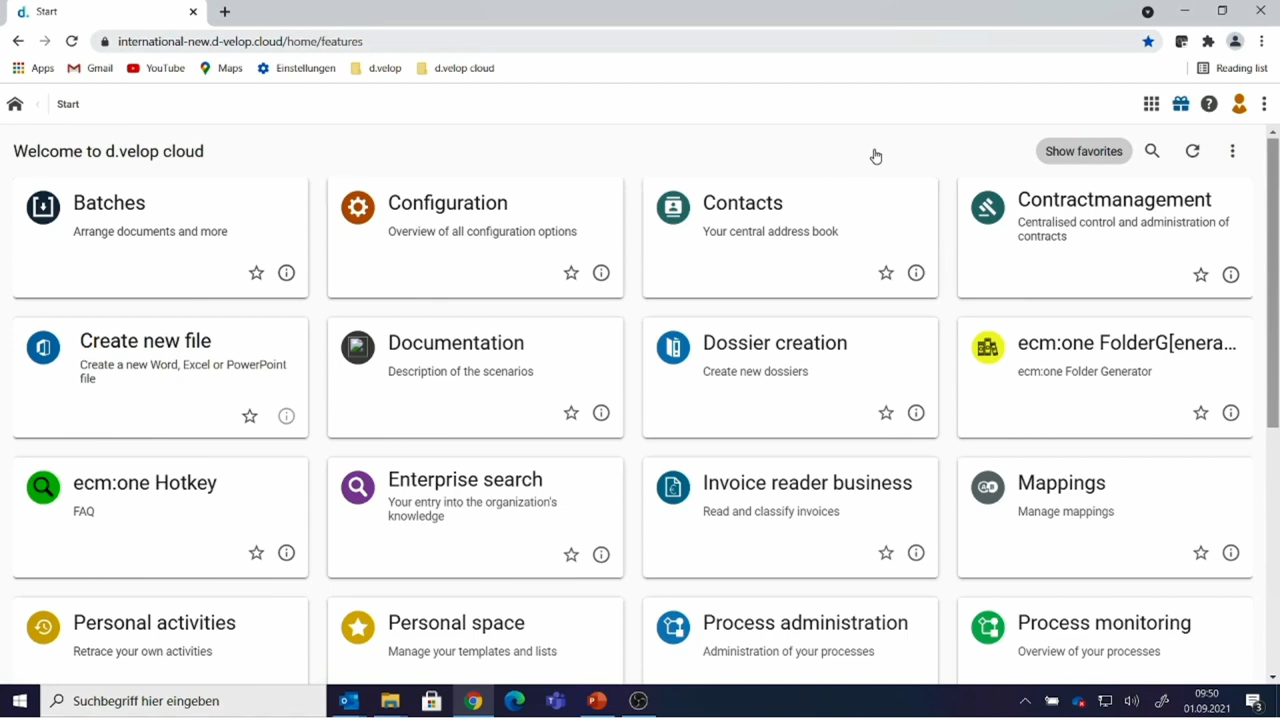 d. Start
international-new.d-velop.cloud/home/features
Apps Gmail YouTube Maps Einstellungen d.velop d.velop cloud Reading list
Start
Welcome to d.velop cloud
Show favorites
Batches
Arrange documents and more
Configuration
Overview of all configuration options
Contacts
Your central address book
Contractmanagement
Centralised control and administration of
contracts
Create new file
Create a new Word, Excel or PowerPoint
file
Documentation
Description of the scenarios
Dossier creation
Create new dossiers
ecm:one FolderG[enera...
ecm:one Folder Generator
ecm:one Hotkey
FAQ
Enterprise search
Your entry into the organization's
knowledge
Invoice reader business
Read and classify invoices
Mappings
Manage mappings
Personal activities
Retrace your own activities
Personal space
Manage your templates and lists
Process administration
Administration of your processes
Process monitoring
Overview of your processes
Suchbegriff hier eingeben
09:50
01.09.2021
3